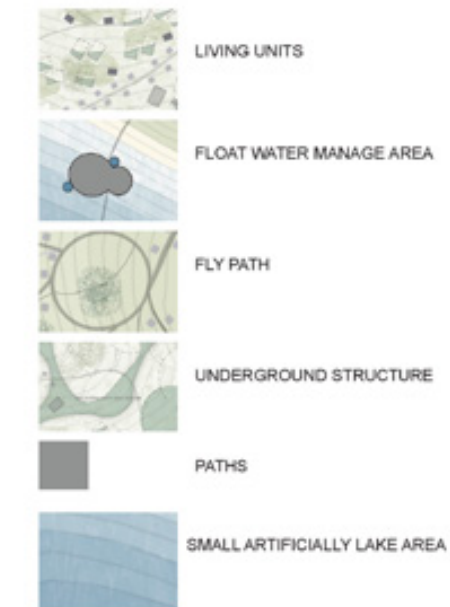 LIVING UNITS
FLOAT WATER MANAGE AREA
FLY PATH
UNDERGROUND STRUCTURE
PATHS
SMALL ARTIFICIALLY LAKE AREA